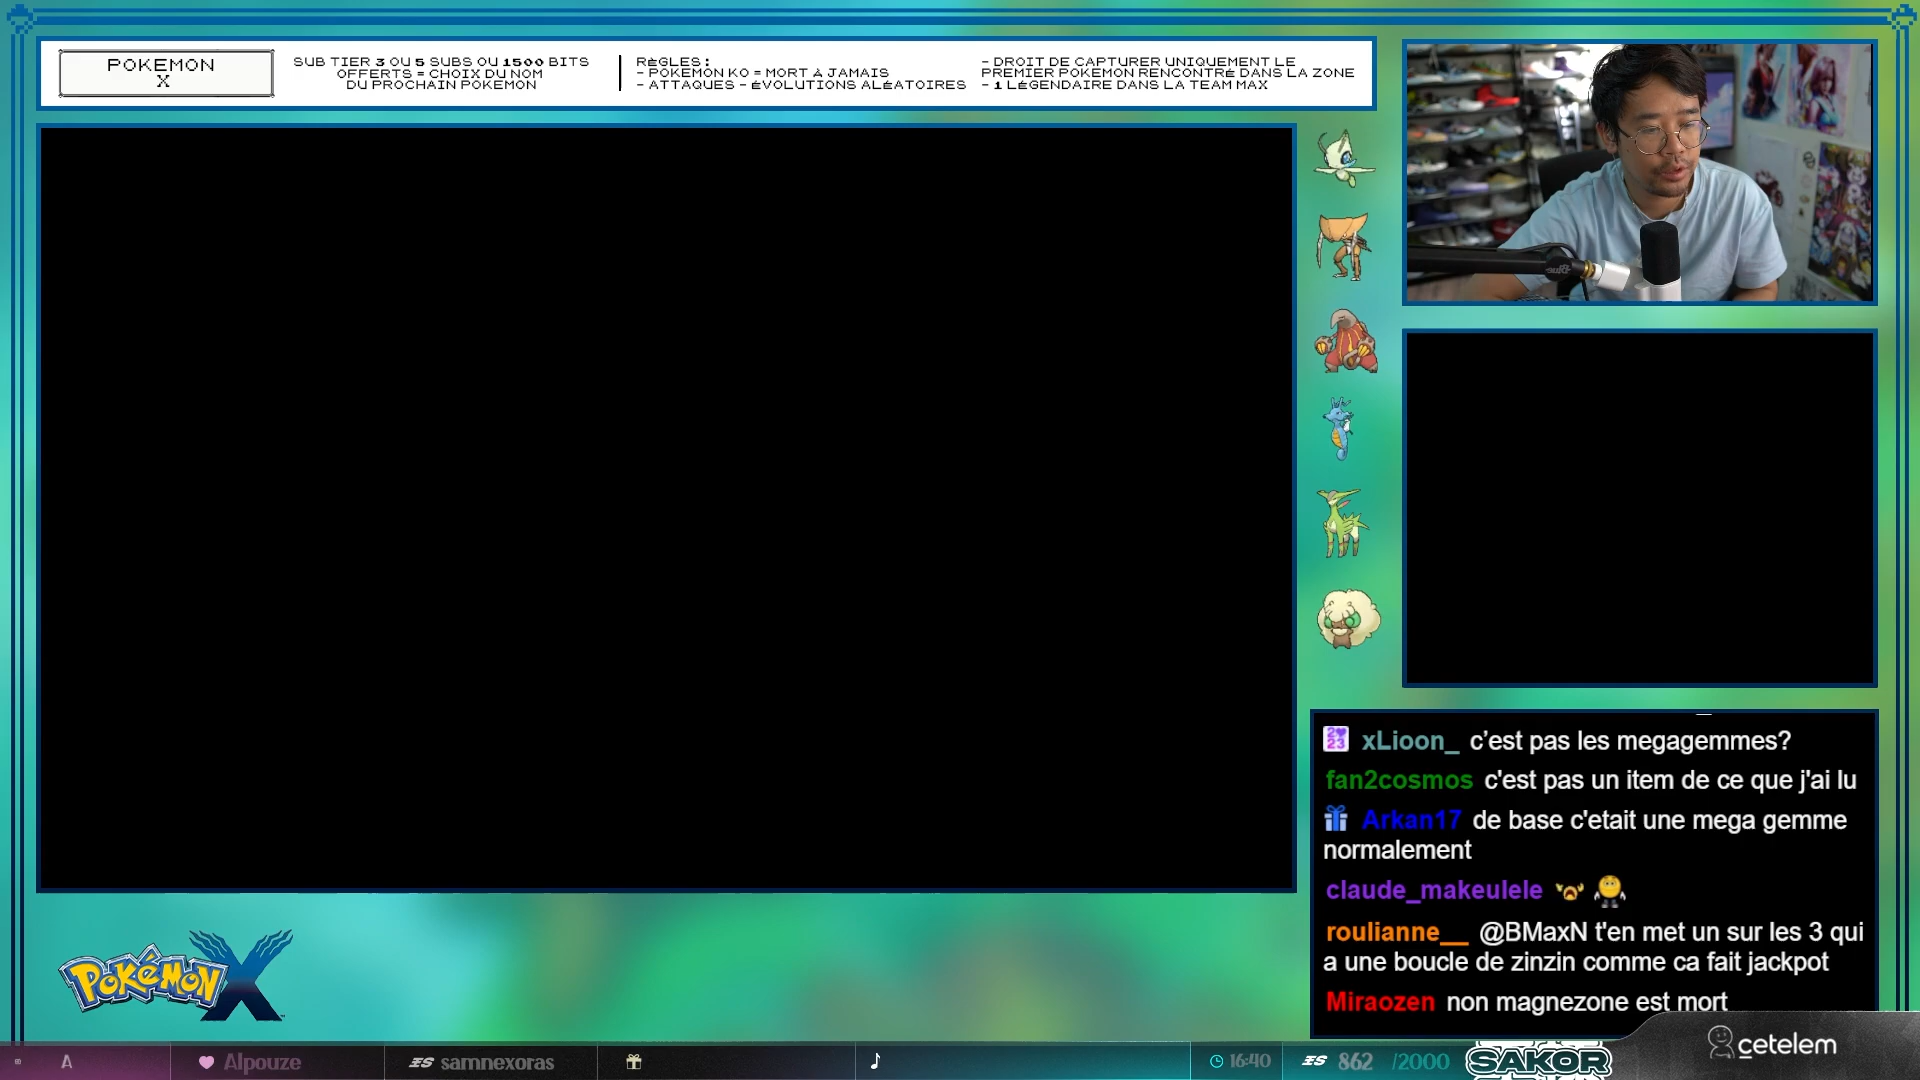 POKEMON
X
SUB TIER 3 OU 5 SUBS OU 1500 BITS
OFFERTS = CHOIX DU NOM
DU PROCHAIN POKEMON
RÈGLES :
- POKEMON KO = MORT À JAMAIS
- ATTAQUES - ÉVOLUTIONS ALÉATOIRES
- DROIT DE CAPTURER UNIQUEMENT LE
PREMIER POKEMON RENCONTRÉ DANS LA ZONE
- 1 LÉGENDAIRE DANS LA TEAM MAX
xLioon_ c’est pas les megagemmes?
fan2cosmos c'est pas un item de ce que j'ai lu
Arkan17 de base c'etait une mega gemme
normalement
claude_makeulele
roulianne__ @BMaxN t'en met un sur les 3 qui
a une boucle de zinzin comme ca fait jackpot
Miraozen non magnezone est mort
POKÉMON X
A
Alpouze
samnexoras
16:40
862 /2000
SAKOR
cetelem